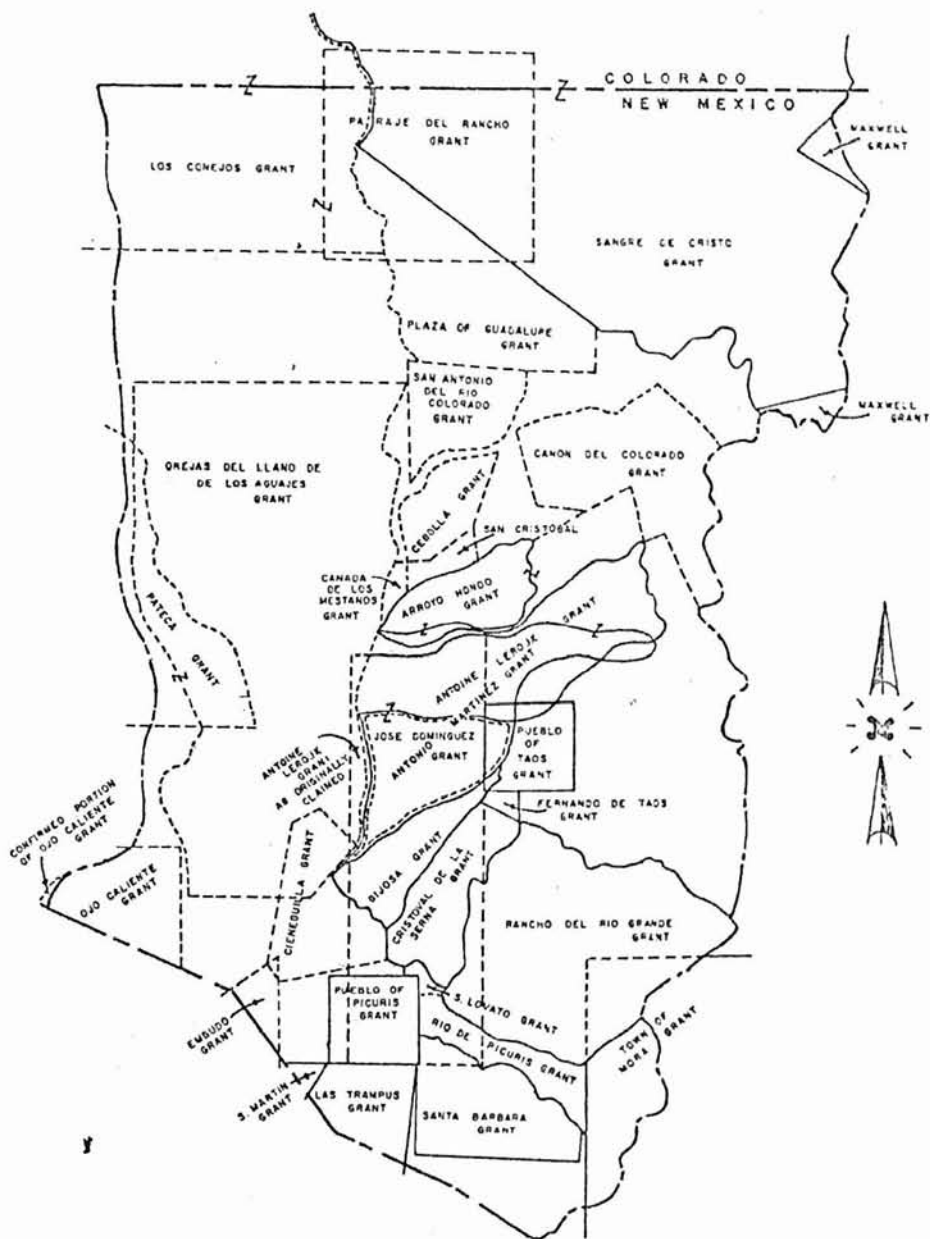 COLORADO
NEW MEXICO
PARAJE DEL RANCHO
GRANT
MAXWELL
GRANT
LOS CONEJOS GRANT
SANGRE DE CRISTO
GRANT
PLAZA OF GUADALUPE
GRANT
SAN ANTONIO
DEL RIO
COLORADO
GRANT
MAXWELL
GRANT
CANON DEL COLORADO
GRANT
OREJAS DEL LLANO DE
DE LOS AGUAJES
GRANT
CEBOLLA GRANT
SAN CRISTOBAL
CANADA
DE LOS
MESTANOS
GRANT
ARROYO HONDO
GRANT
PATECA
GRANT
GRANT
ANTOINE LEROUX
MARTINEZ GRANT
JOSE DOMINGUEZ
ANTONIO
GRANT
PUEBLO
OF
TAOS
GRANT
ANTOINE
LEROUX
GRANT
AS ORIGINALLY
CLAIMED
FERNANDO DE TAOS
GRANT
CONFIRMED PORTION
OF OJO CALIENTE
GRANT
OJO CALIENTE
GRANT
CIENEGUILLA GRANT
GIJOSA GRANT
CRISTOVAL DE LA
SERNA GRANT
RANCHO DEL RIO GRANDE
GRANT
PUEBLO OF
PICURIS
GRANT
EMBUDO
GRANT
S. LOVATO GRANT
RIO DE PICURIS GRANT
TOWN OF
MORA GRANT
S. MARTIN
GRANT
LAS TRAMPUS
GRANT
SANTA BARBARA
GRANT